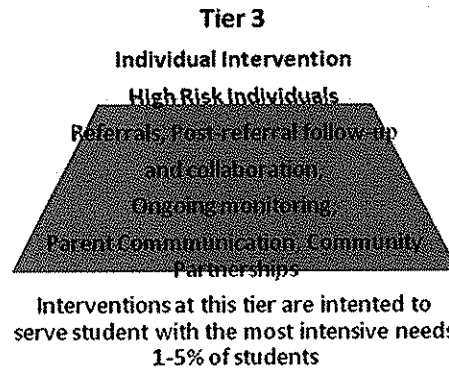 Tier 3
Individual Intervention
High Risk Individuals
Referrals, Post-referral follow-up
and collaboration,
Ongoing monitoring,
Parent Commmunication, Community
Partnerships
Interventions at this tier are intented to
serve student with the most intensive needs
1-5% of students